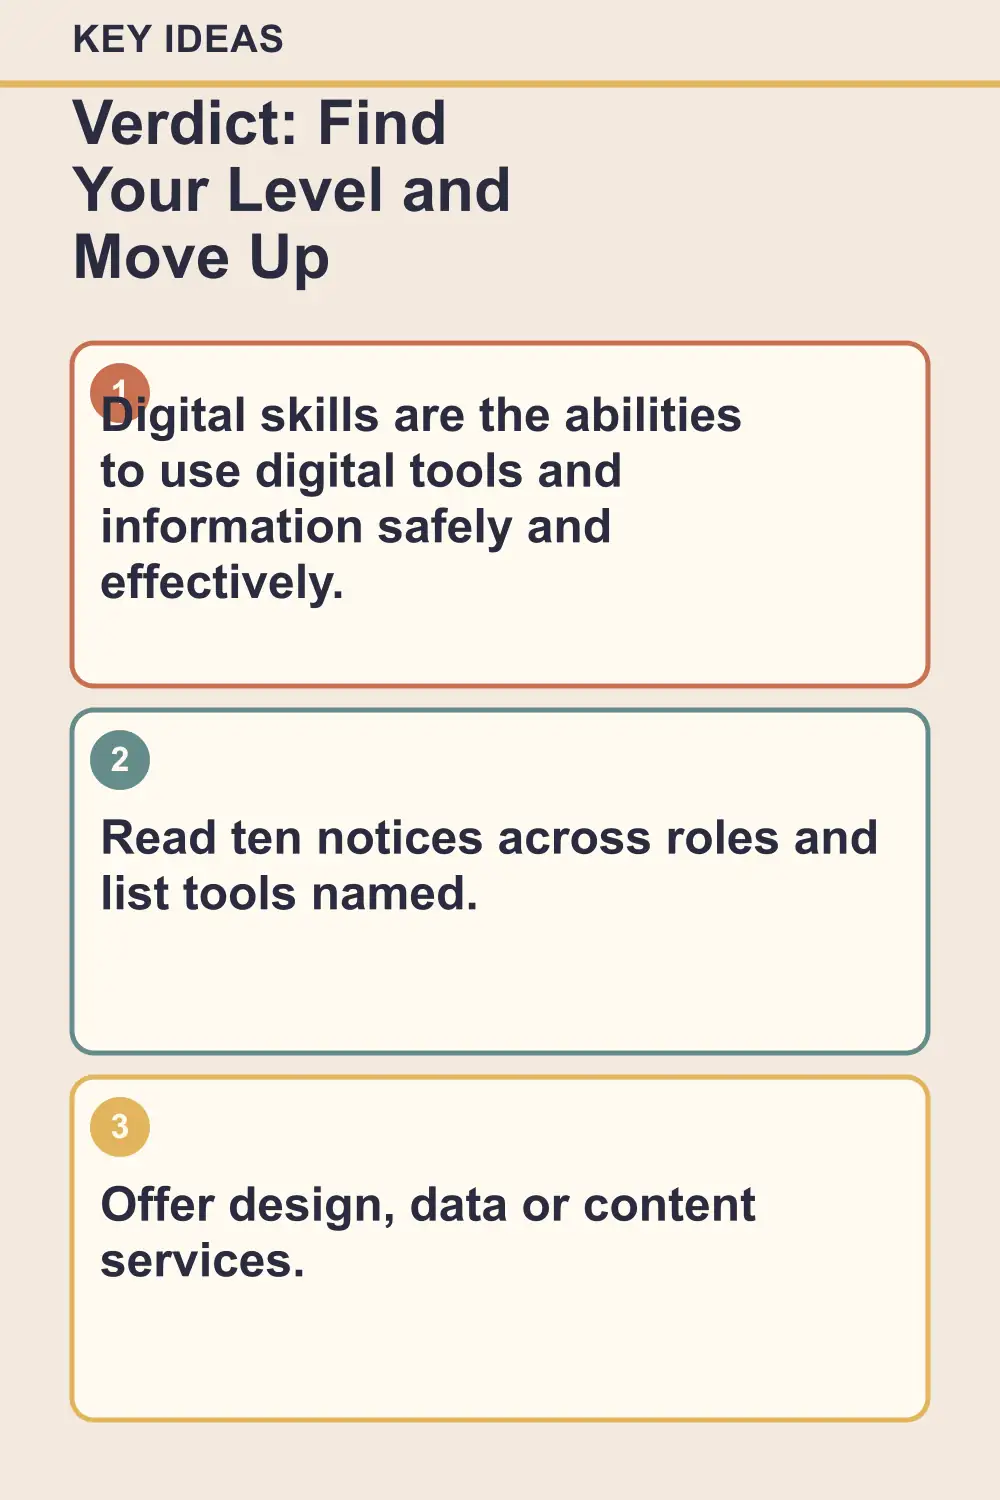 KEY IDEAS
Verdict: Find
Your Level and
Move Up
1
Digital skills are the abilities
to use digital tools and
information safely and
effectively.
2
Read ten notices across roles and
list tools named.
3
Offer design, data or content
services.